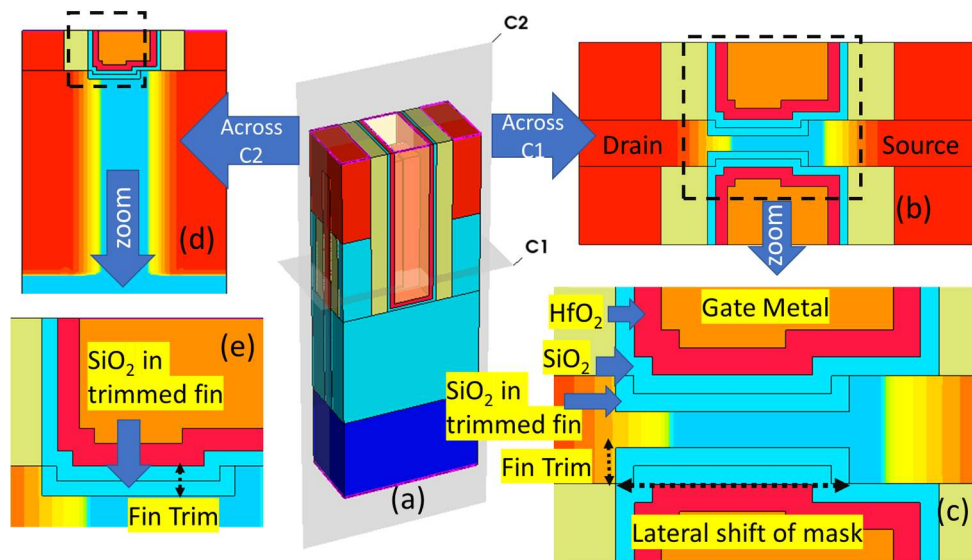 C2
Across
C2
zoom
(d)
Across
C1
C1
(a)
Drain
Source
(b)
zoom
(e)
SiO2 in
trimmed fin
Fin Trim
HfO2
Gate Metal
SiO2
SiO2 in
trimmed fin
Fin Trim
(c)
Lateral shift of mask